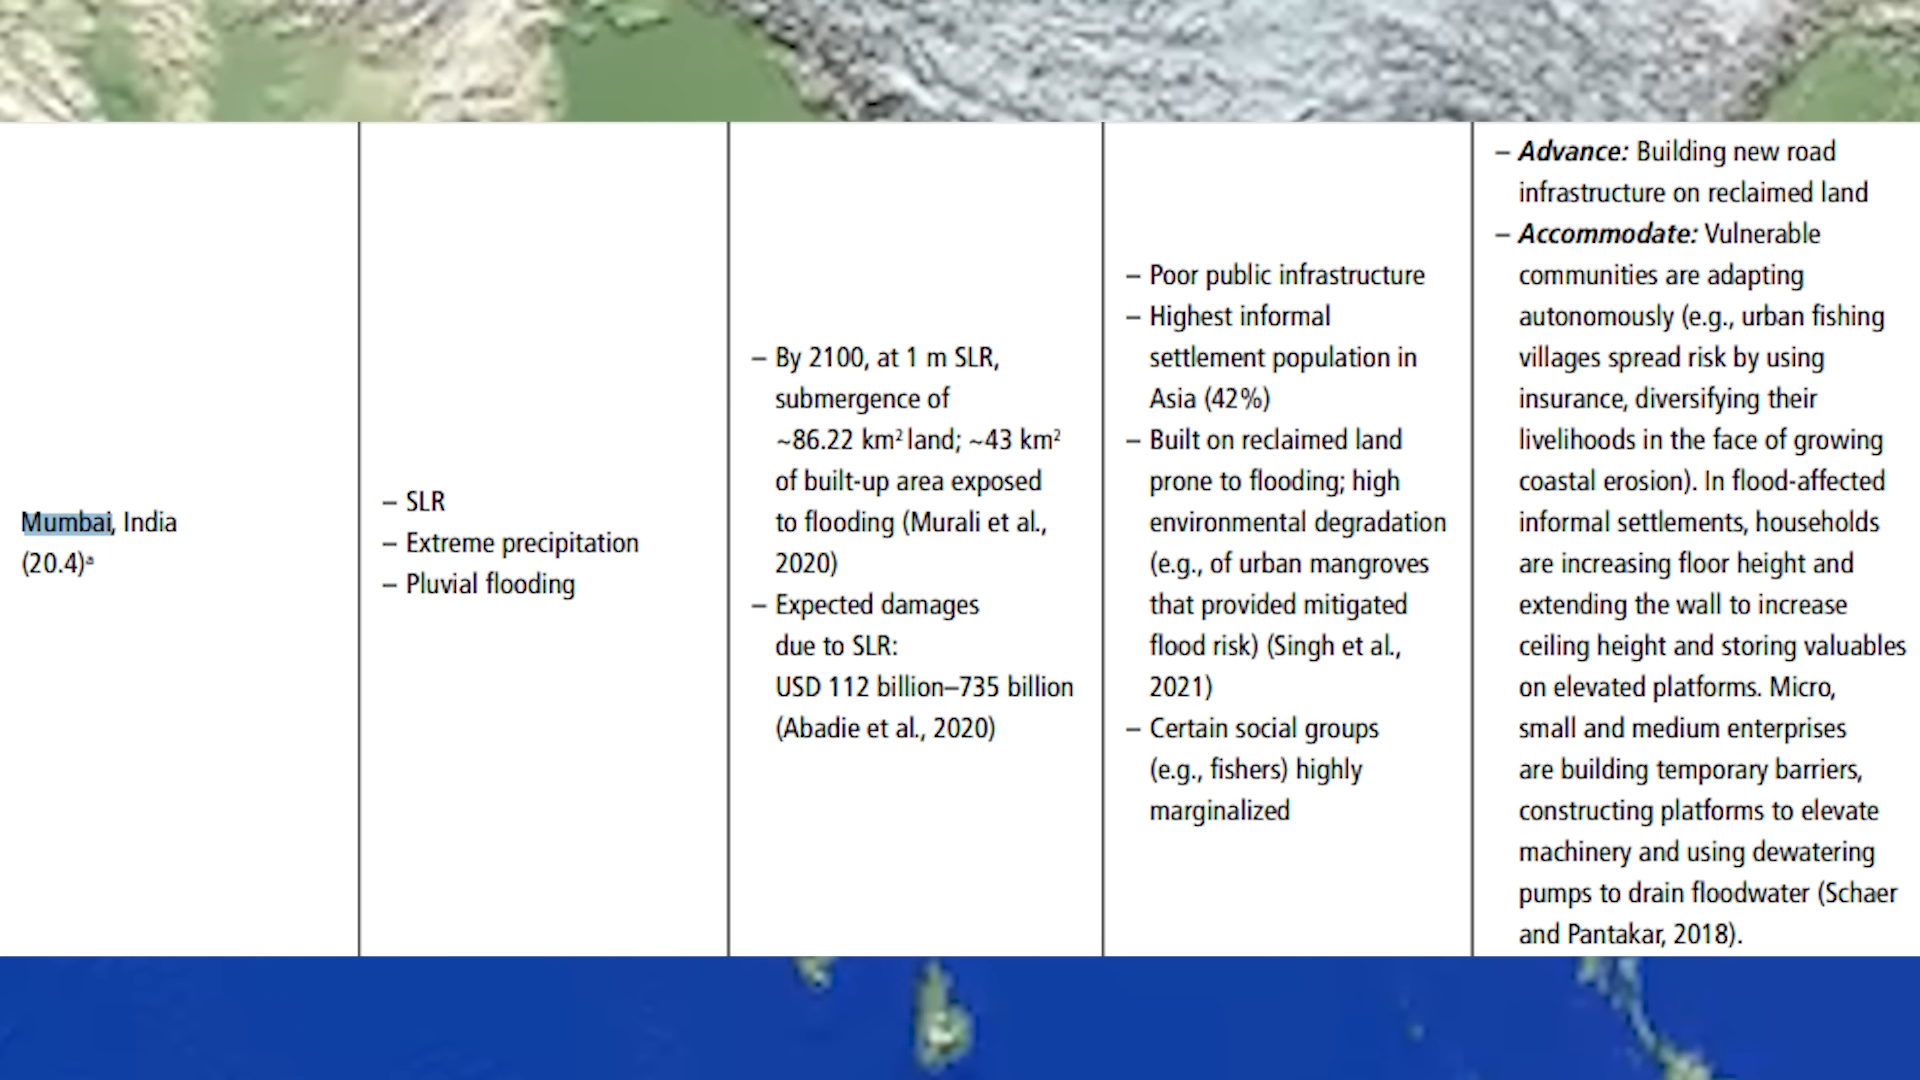 Mumbai, India
(20.4)ᵃ
– SLR
– Extreme precipitation
– Pluvial flooding
– By 2100, at 1 m SLR,
submergence of
~86.22 km² land; ~43 km²
of built-up area exposed
to flooding (Murali et al.,
2020)
– Expected damages
due to SLR:
USD 112 billion–735 billion
(Abadie et al., 2020)
– Poor public infrastructure
– Highest informal
settlement population in
Asia (42%)
– Built on reclaimed land
prone to flooding; high
environmental degradation
(e.g., of urban mangroves
that provided mitigated
flood risk) (Singh et al.,
2021)
– Certain social groups
(e.g., fishers) highly
marginalized
– Advance: Building new road
infrastructure on reclaimed land
– Accommodate: Vulnerable
communities are adapting
autonomously (e.g., urban fishing
villages spread risk by using
insurance, diversifying their
livelihoods in the face of growing
coastal erosion). In flood-affected
informal settlements, households
are increasing floor height and
extending the wall to increase
ceiling height and storing valuables
on elevated platforms. Micro,
small and medium enterprises
are building temporary barriers,
constructing platforms to elevate
machinery and using dewatering
pumps to drain floodwater (Schaer
and Pantakar, 2018).